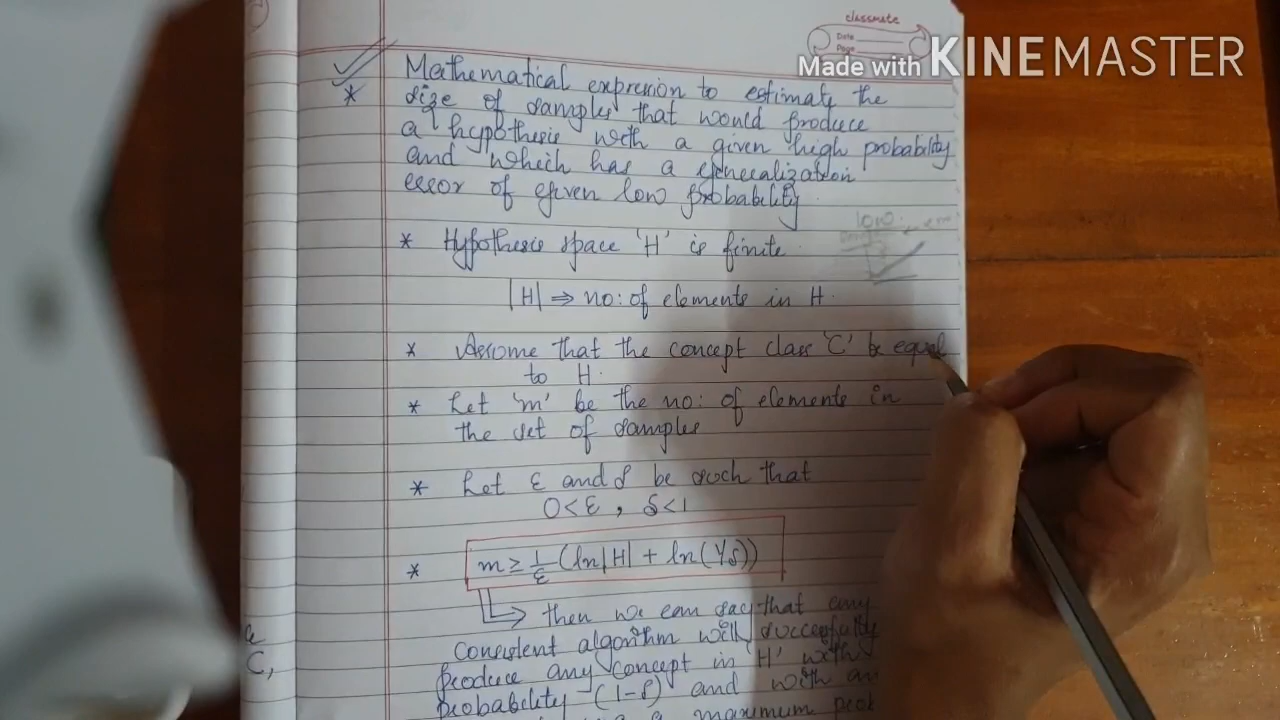 classmate
Date
Page
Made with KINEMASTER
Mathematical expression to estimate the
size of samples that would produce
a hypothesis with a given high probability
and which has a generalization
error of given low probability
low
* Hypothesis space 'H' is finite
|H| ⇒ no: of elements in H.
* Assume that the concept class 'C' be equal
to H.
* Let 'm' be the no: of elements in
the set of samples
* Let ε and δ be such that
0<ε , δ<1
* m ≥ 1/ε (ln|H| + ln(1/δ))
then we can say that any
consistent algorithm will successfully
produce any concept in 'H' with
probability (1-δ) and with an
a maximum prob
C,